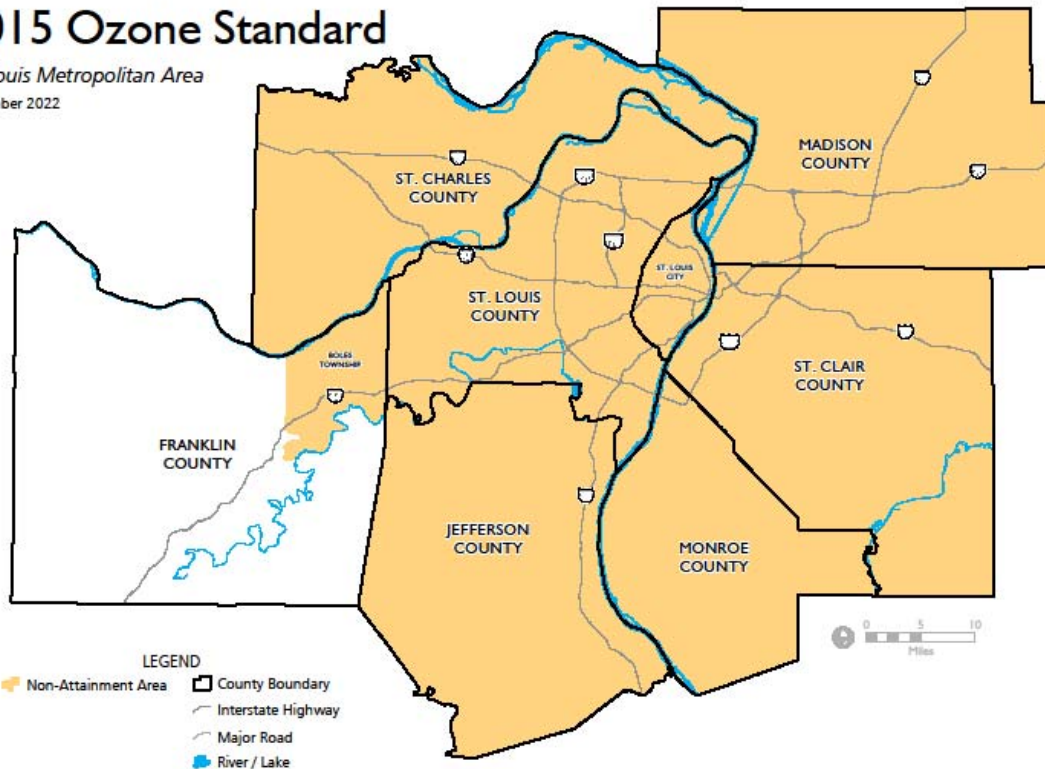 015 Ozone Standard
ouis Metropolitan Area
ber 2022
MADISON
COUNTY
ST. CHARLES
COUNTY
ST. LOUIS
CITY
ST. LOUIS
COUNTY
BOLES
TOWNSHIP
ST. CLAIR
COUNTY
FRANKLIN
COUNTY
JEFFERSON
COUNTY
MONROE
COUNTY
0 5 10
Miles
LEGEND
Non-Attainment Area
County Boundary
Interstate Highway
Major Road
River / Lake